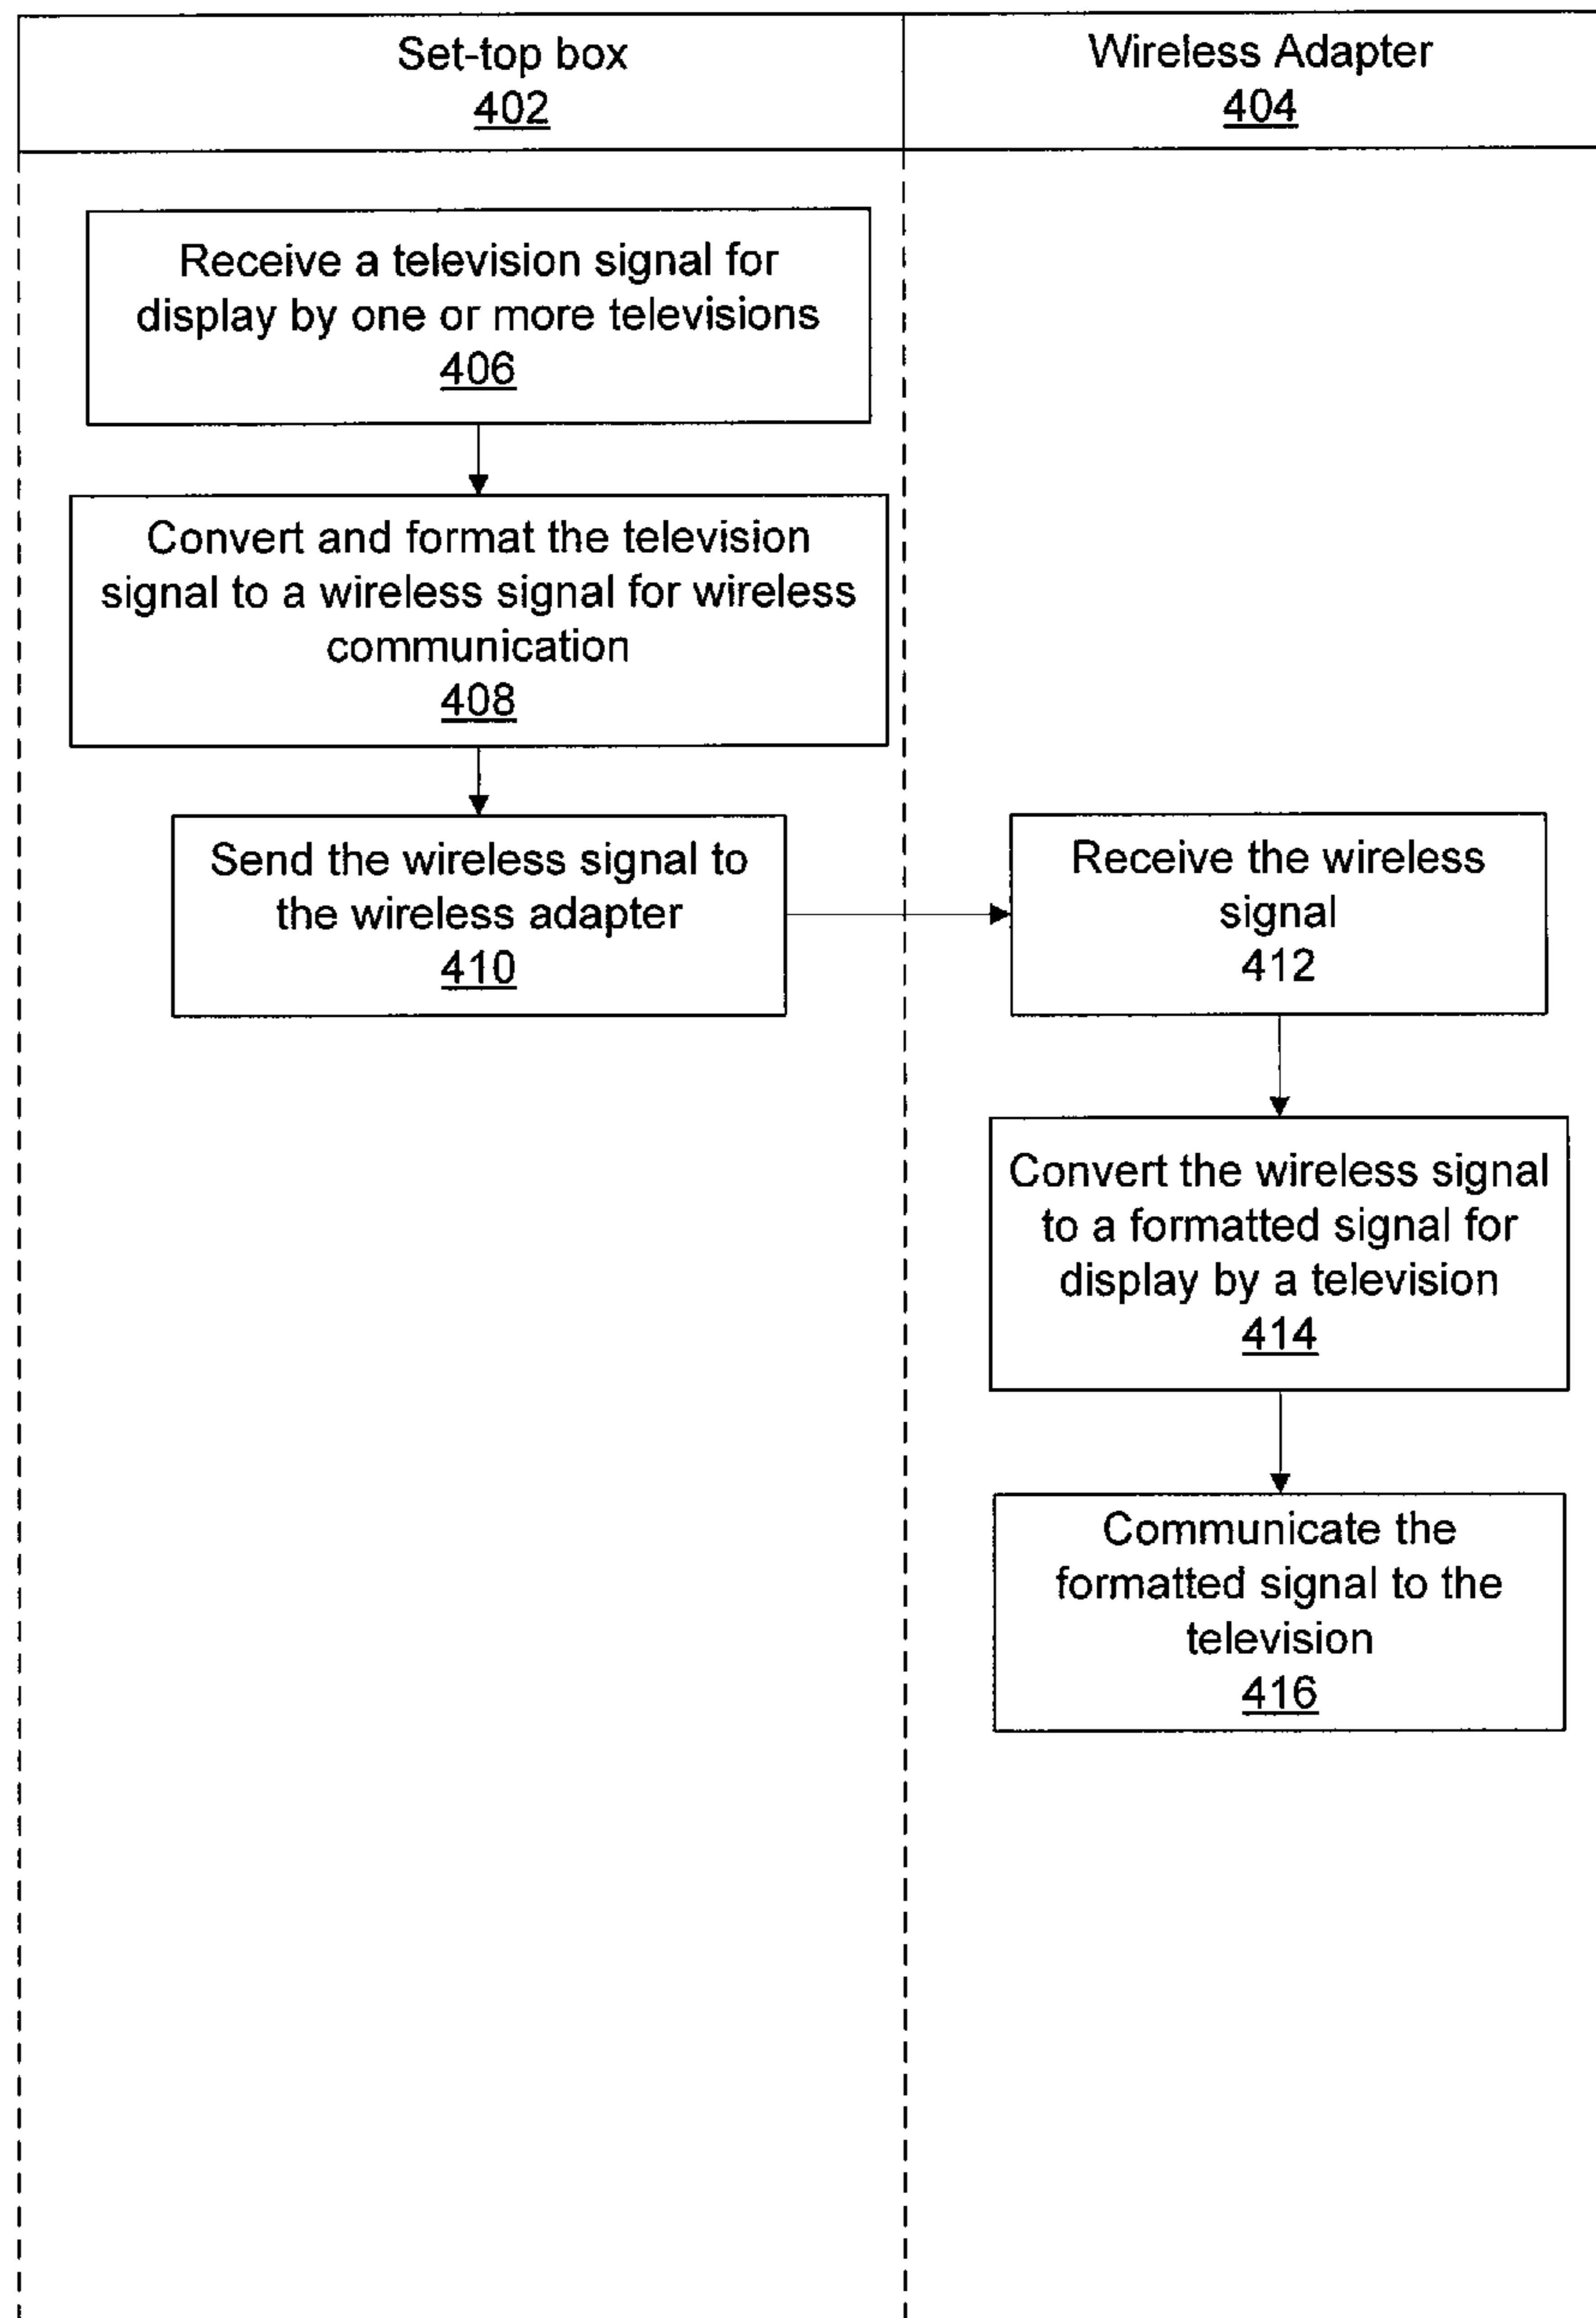 Set-top box
402
Wireless Adapter
404
Receive a television signal for
display by one or more televisions
406
Convert and format the television
signal to a wireless signal for wireless
communication
408
Send the wireless signal to
the wireless adapter
410
Receive the wireless
signal
412
Convert the wireless signal
to a formatted signal for
display by a television
414
Communicate the
formatted signal to the
television
416